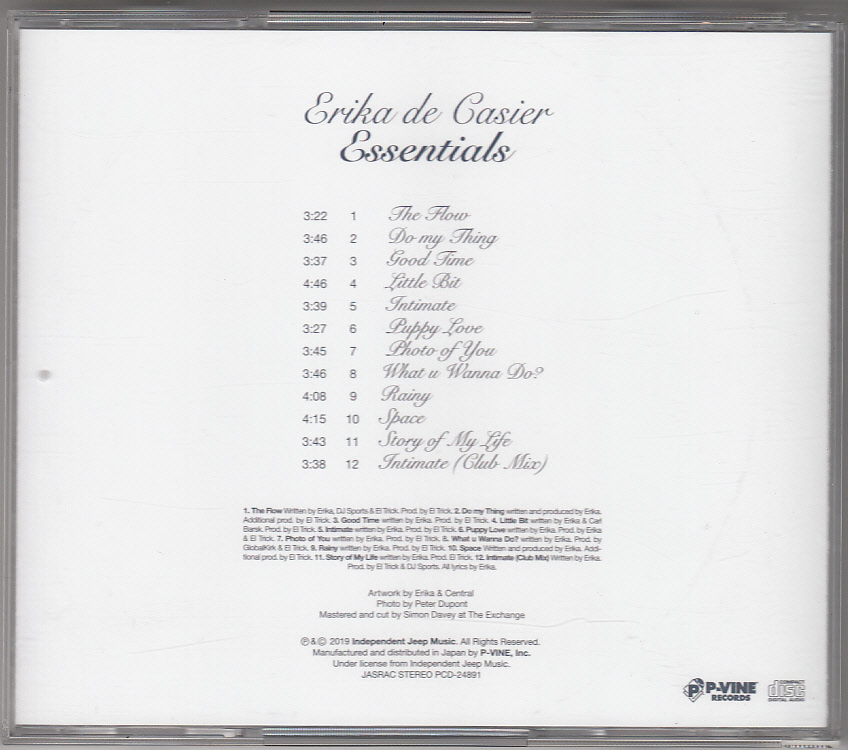 Erika de Casier
Essentials
3:22 1 The Flow
3:46 2 Do my Thing
3:37 3 Good Time
4:46 4 Little Bit
3:39 5 Intimate
3:27 6 Puppy Love
3:45 7 Photo of You
3:46 8 What u Wanna Do?
4:08 9 Rainy
4:15 10 Space
3:43 11 Story of My Life
3:38 12 Intimate (Club Mix)
1. The Flow Written by Erika, DJ Sports & El Trick. Prod. by El Trick. 2. Do my Thing written and produced by Erika.
Additional prod. by El Trick. 3. Good Time written by Erika. Prod. by El Trick. 4. Little Bit written by Erika & Carl
Barsk. Prod. by El Trick. 5. Intimate written by Erika. Prod. by El Trick. 6. Puppy Love written by Erika. Prod. by Erika
& El Trick. 7. Photo of You written by Erika. Prod. by El Trick. 8. What u Wanna Do? written by Erika. Prod. by
GlobalKirk & El Trick. 9. Rainy written by Erika. Prod. by El Trick. 10. Space Written and produced by Erika. Addi-
tional prod. by El Trick. 11. Story of My Life written by Erika. Prod. El Trick. 12. Intimate (Club Mix) Written by Erika.
Prod. by El Trick & DJ Sports. All lyrics by Erika.
Artwork by Erika & Central
Photo by Peter Dupont
Mastered and cut by Simon Davey at The Exchange
℗&© 2019 Independent Jeep Music. All Rights Reserved.
Manufactured and distributed in Japan by P-VINE, Inc.
Under license from Independent Jeep Music.
JASRAC STEREO PCD-24891
P P-VINE RECORDS
COMPACT disc DIGITAL AUDIO